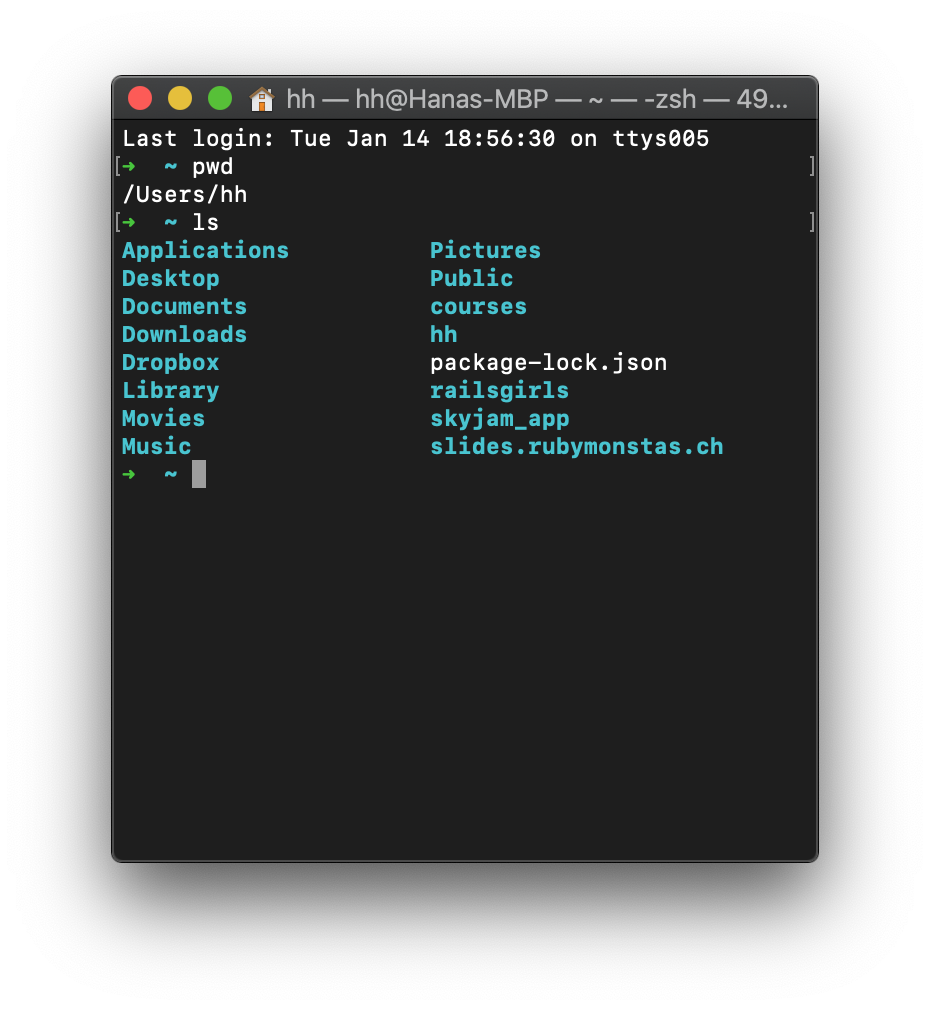 hh — hh@Hanas-MBP — ~ — -zsh — 49...
Last login: Tue Jan 14 18:56:30 on ttys005
[➜  ~ pwd ]
/Users/hh
[➜  ~ ls ]
Applications Pictures
Desktop Public
Documents courses
Downloads hh
Dropbox package-lock.json
Library railsgirls
Movies skyjam_app
Music slides.rubymonstas.ch
➜  ~